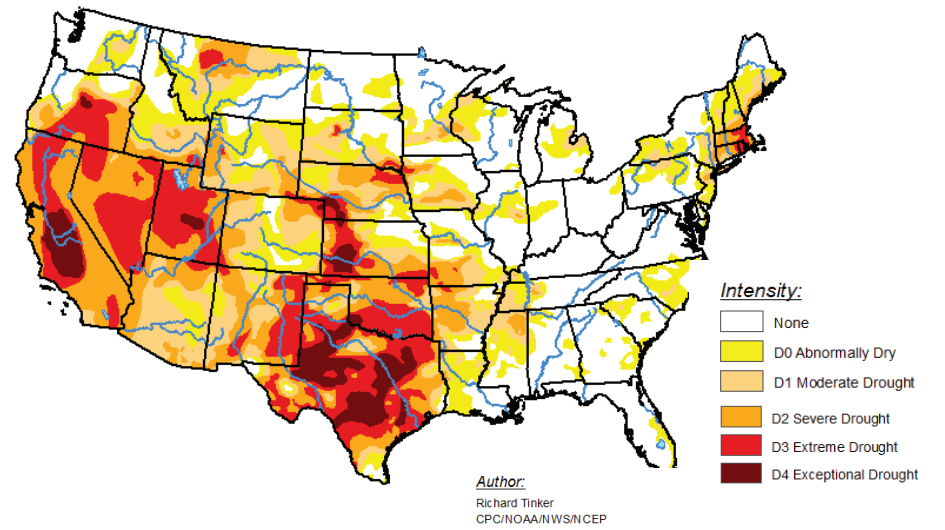 Intensity:
None
D0 Abnormally Dry
D1 Moderate Drought
D2 Severe Drought
D3 Extreme Drought
D4 Exceptional Drought
Author:
Richard Tinker
CPC/NOAA/NWS/NCEP